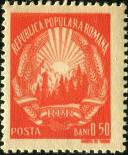 REPUBLICA POPULARA ROMANA
RPR
POSTA BANI 0.50